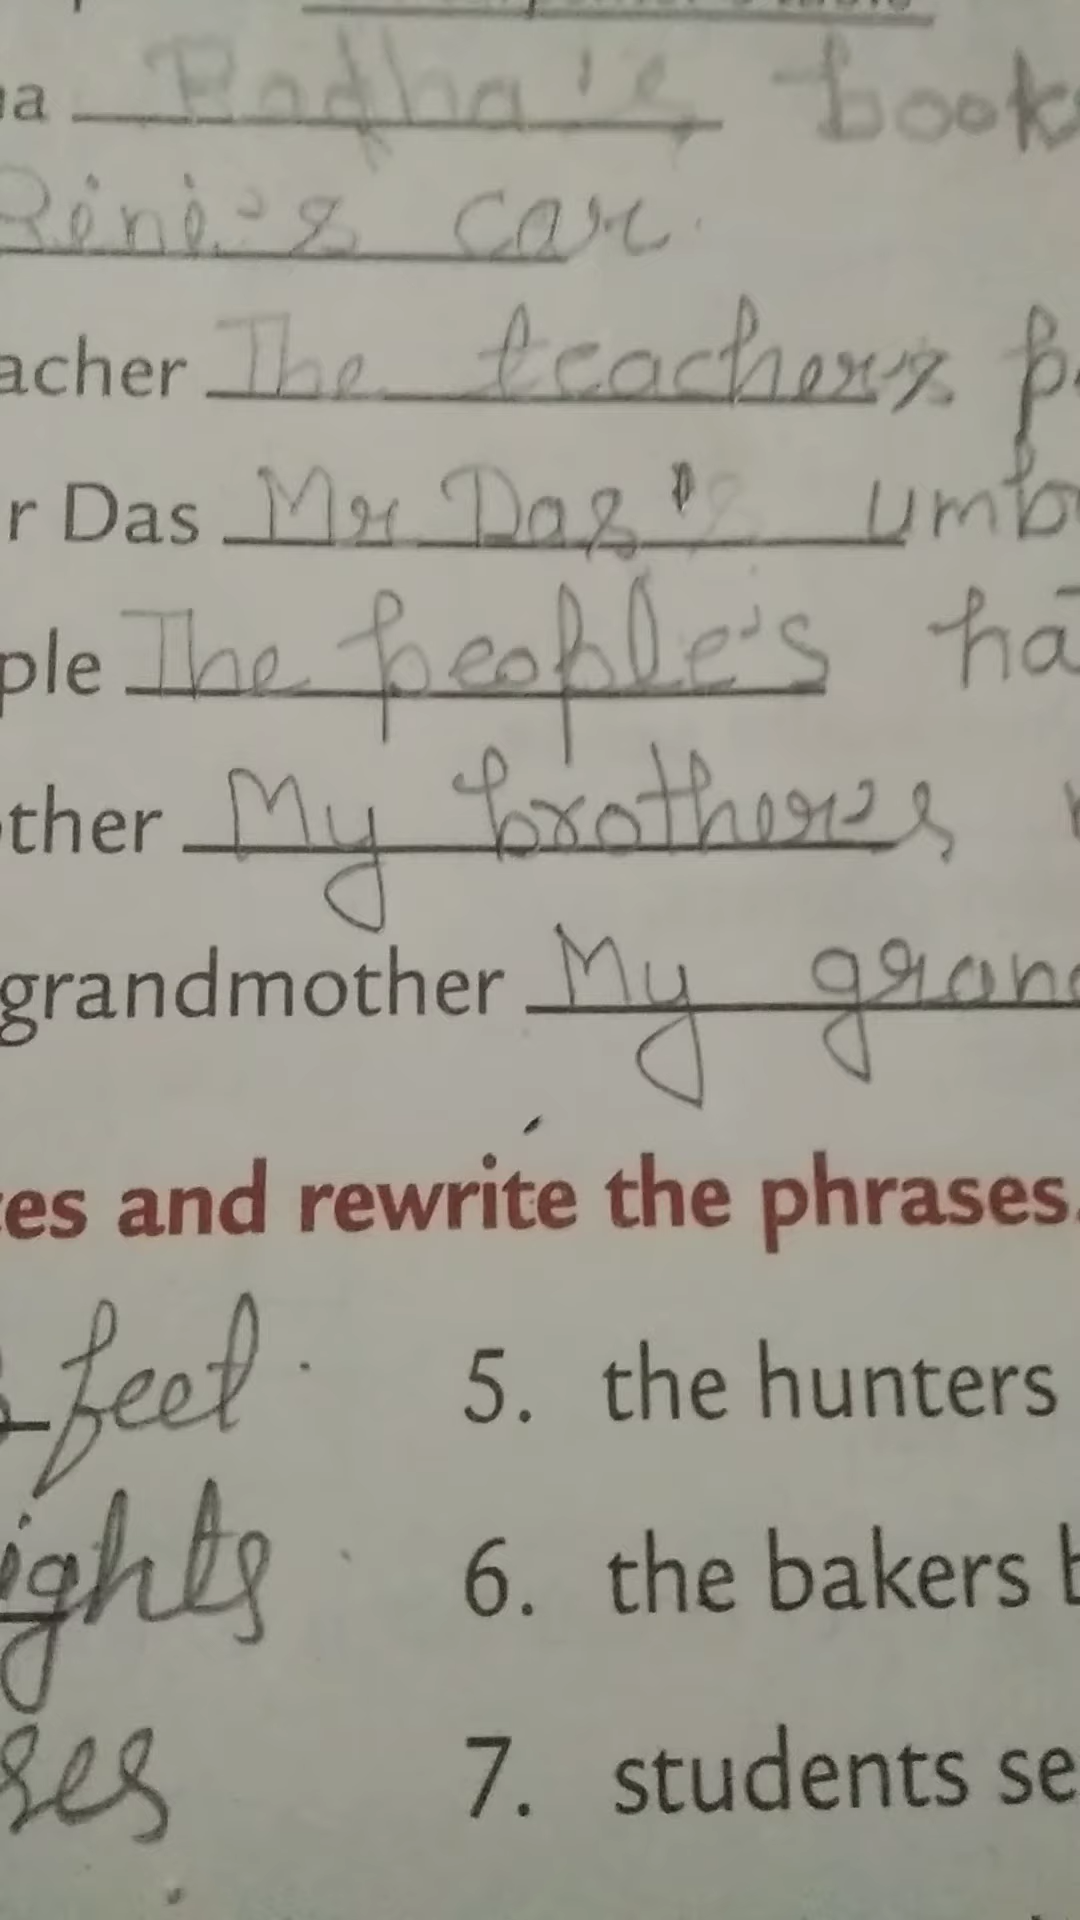 Radha's book
Rini's car.
acher The teacher's p
r Das Mr Das's umb
ple The people's ha
ther My brother's
grandmother My grand
es and rewrite the phrases.
feet. 5. the hunters
ights 6. the bakers b
ses 7. students se